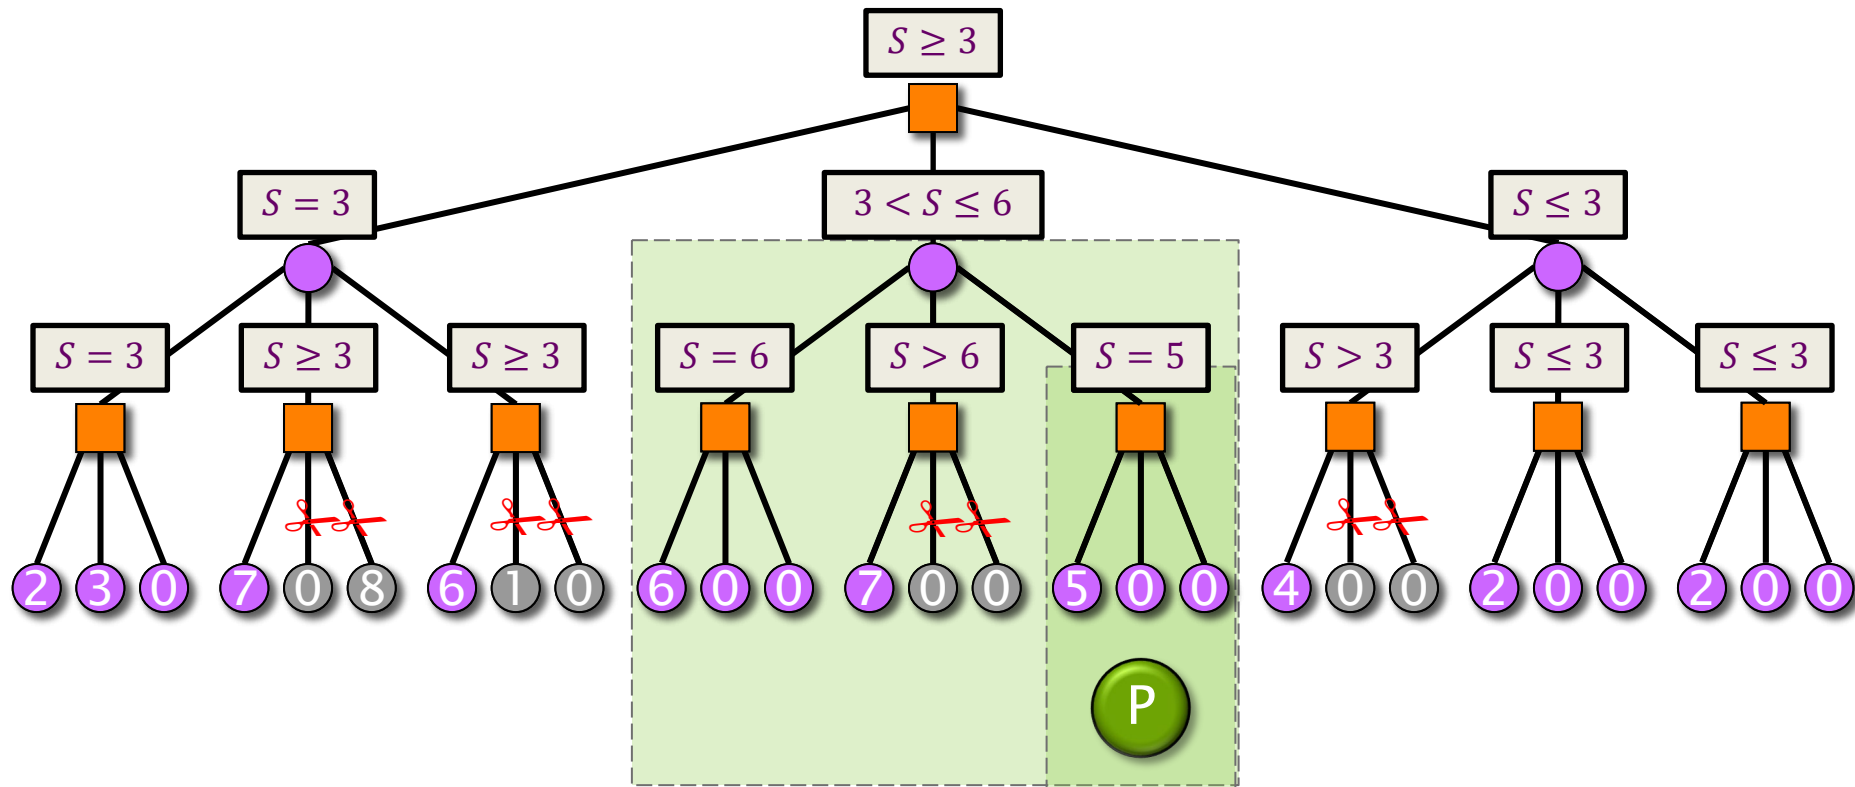 S ≥ 3
S = 3
3 < S ≤ 6
S ≤ 3
S = 3
S ≥ 3
S ≥ 3
S = 6
S > 6
S = 5
S > 3
S ≤ 3
S ≤ 3
2 3 0 7 0 8 6 1 0 6 0 0 7 0 0 5 0 0 4 0 0 2 0 0 2 0 0
P